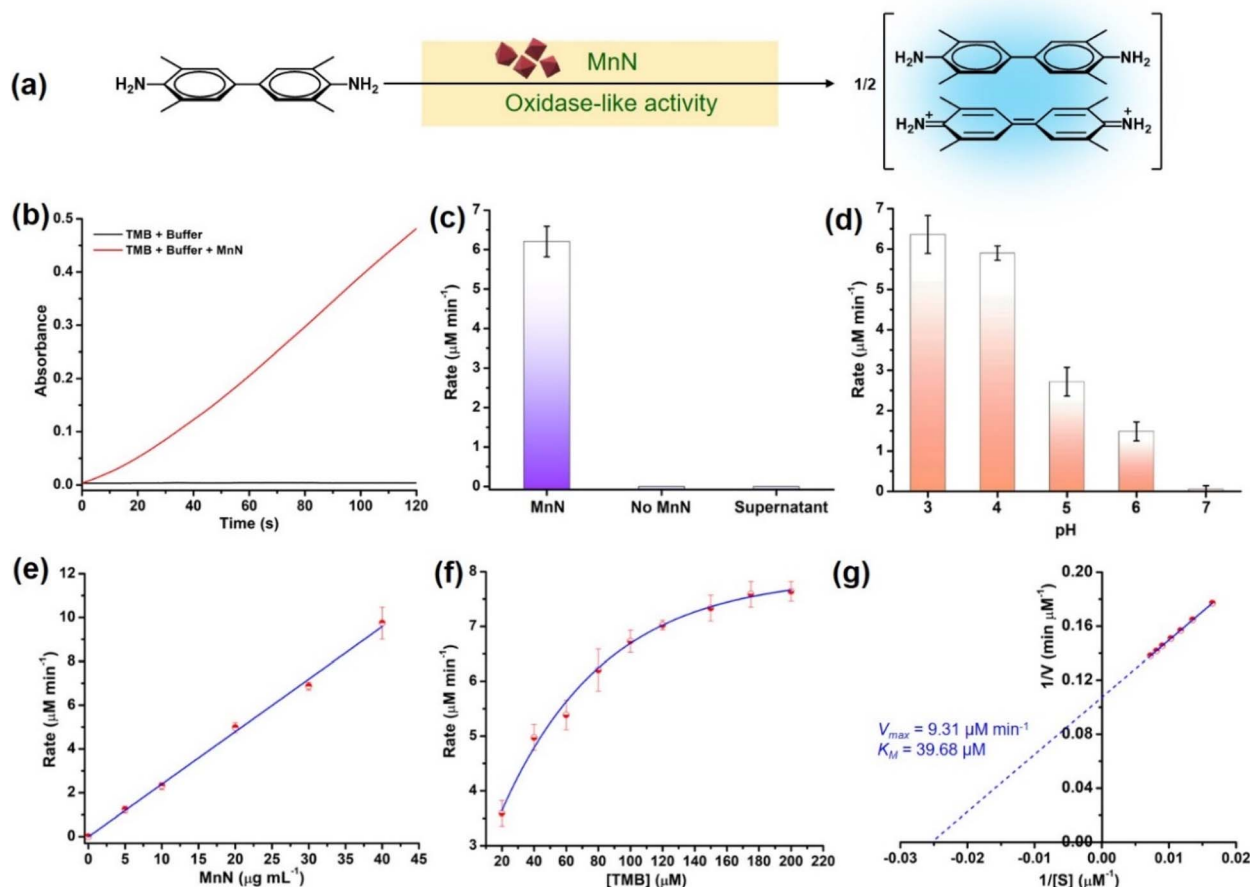 (a)
H₂N
NH₂
MnN
Oxidase-like activity
1/2
H₂N
NH₂
H₂N
+
+
NH₂
(b)
0.5
0.4
0.3
0.2
0.1
0.0
Absorbance
TMB + Buffer
TMB + Buffer + MnN
0 20 40 60 80 100 120
Time (s)
(c)
7
6
5
4
3
2
1
0
Rate (μM min⁻¹)
MnN No MnN Supernatant
(d)
7
6
5
4
3
2
1
0
Rate (μM min⁻¹)
3 4 5 6 7
pH
(e)
12
10
8
6
4
2
0
Rate (μM min⁻¹)
0 5 10 15 20 25 30 35 40 45
MnN (μg mL⁻¹)
(f)
8
7
6
5
4
3
Rate (μM min⁻¹)
20 40 60 80 100 120 140 160 180 200 220
[TMB] (μM)
(g)
0.20
0.16
0.12
0.08
0.04
0.00
1/V (min μM⁻¹)
Vmax = 9.31 μM min⁻¹
KM = 39.68 μM
-0.03 -0.02 -0.01 0.00 0.01 0.02
1/[S] (μM⁻¹)